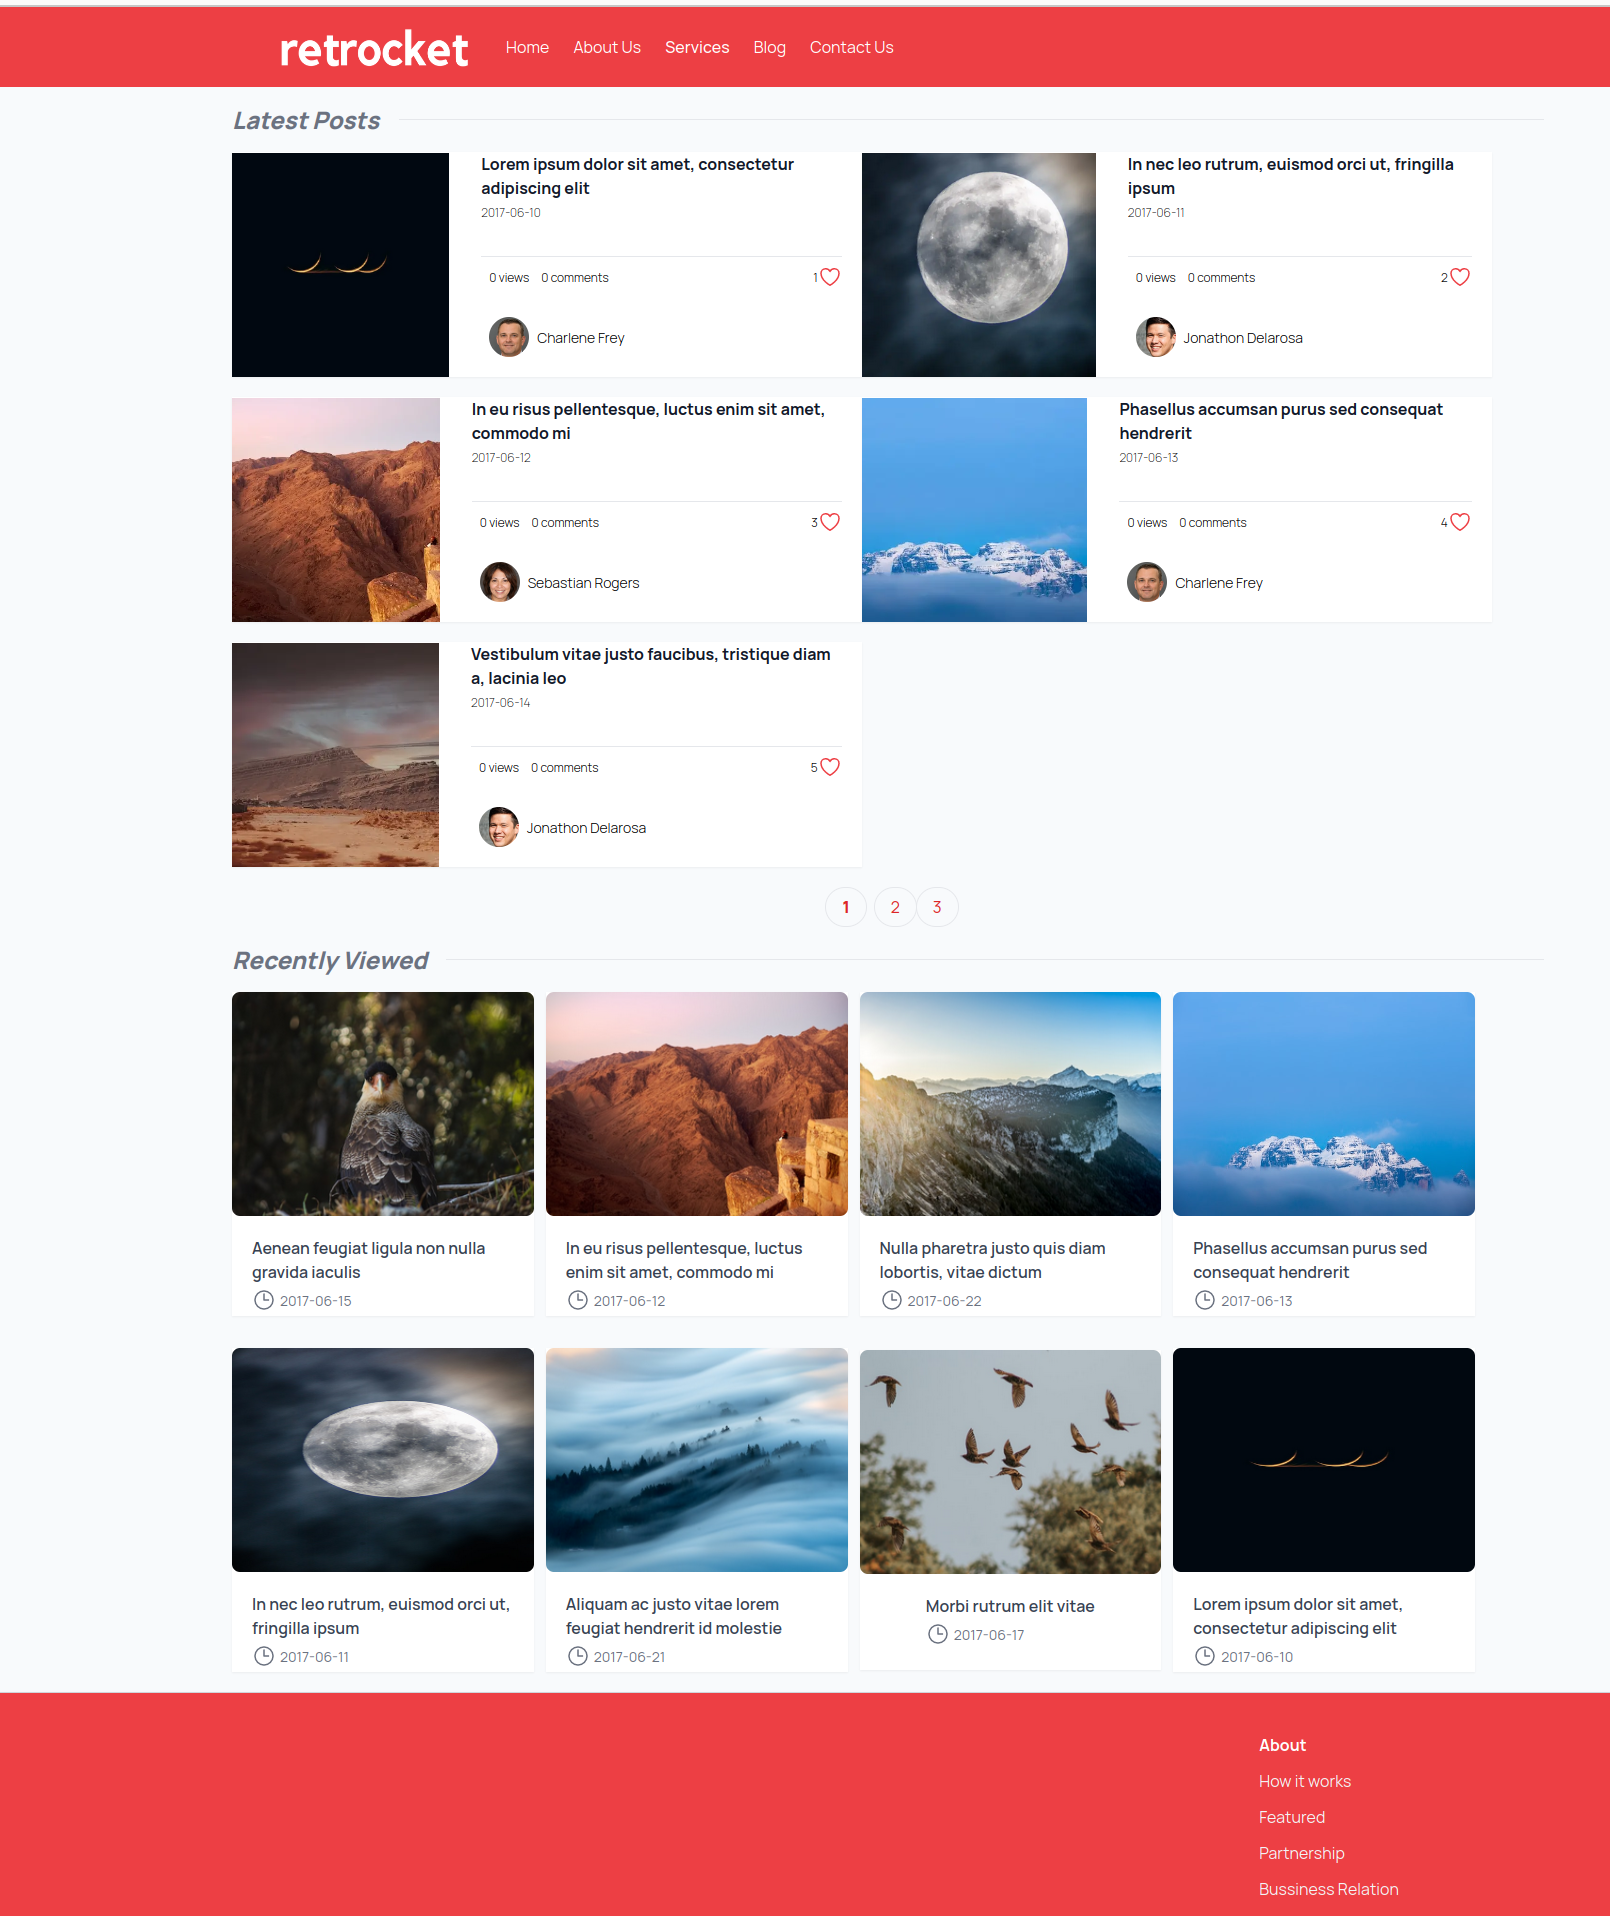 retrocket
Home About Us Services Blog Contact Us
Latest Posts
Lorem ipsum dolor sit amet, consectetur
adipiscing elit
2017-06-10
0 views 0 comments 1
Charlene Frey
In nec leo rutrum, euismod orci ut, fringilla
ipsum
2017-06-11
0 views 0 comments 2
Jonathon Delarosa
In eu risus pellentesque, luctus enim sit amet,
commodo mi
2017-06-12
0 views 0 comments 3
Sebastian Rogers
Phasellus accumsan purus sed consequat
hendrerit
2017-06-13
0 views 0 comments 4
Charlene Frey
Vestibulum vitae justo faucibus, tristique diam
a, lacinia leo
2017-06-14
0 views 0 comments 5
Jonathon Delarosa
1 2 3
Recently Viewed
Aenean feugiat ligula non nulla
gravida iaculis
2017-06-15
In eu risus pellentesque, luctus
enim sit amet, commodo mi
2017-06-12
Nulla pharetra justo quis diam
lobortis, vitae dictum
2017-06-22
Phasellus accumsan purus sed
consequat hendrerit
2017-06-13
In nec leo rutrum, euismod orci ut,
fringilla ipsum
2017-06-11
Aliquam ac justo vitae lorem
feugiat hendrerit id molestie
2017-06-21
Morbi rutrum elit vitae
2017-06-17
Lorem ipsum dolor sit amet,
consectetur adipiscing elit
2017-06-10
About
How it works
Featured
Partnership
Bussiness Relation